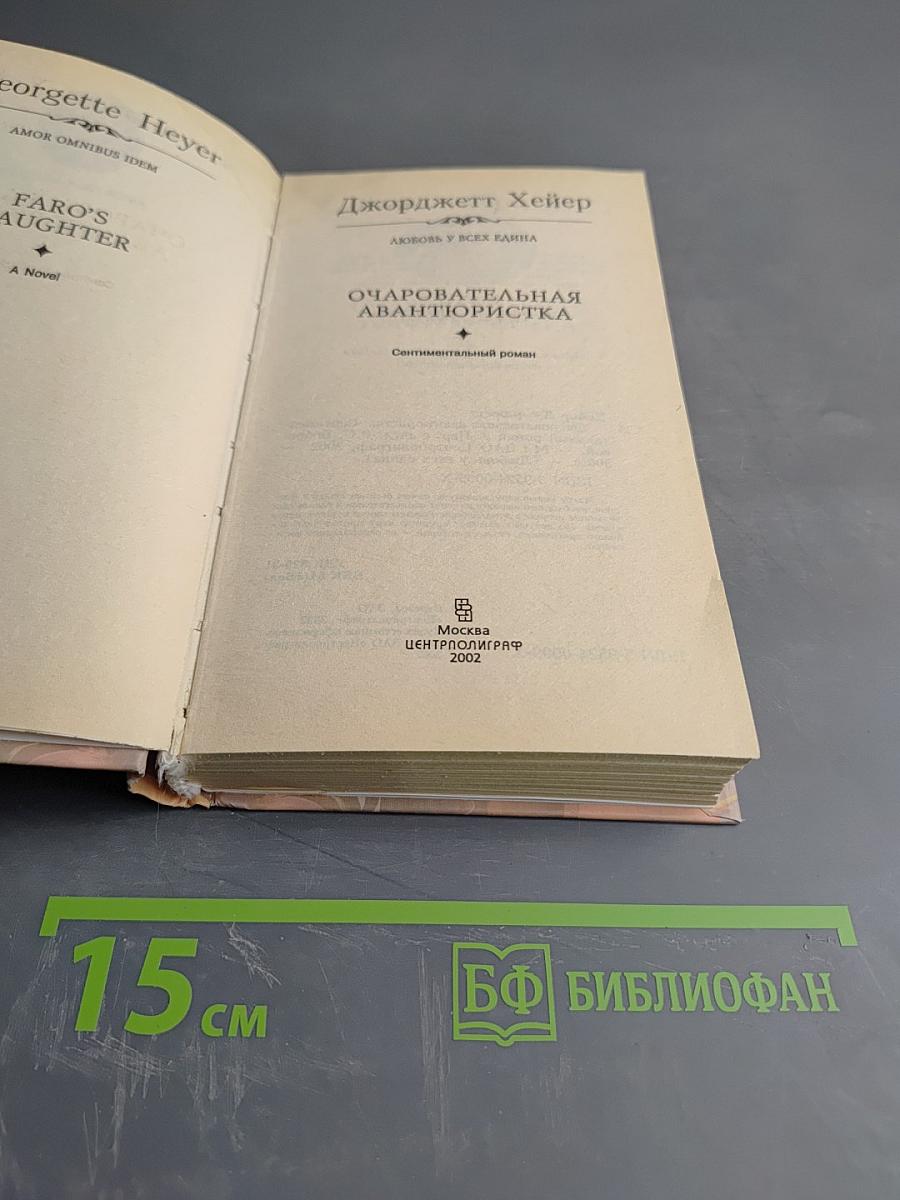 eorgette Heyer
AMOR OMNIBUS IDEM
FARO'S
AUGHTER
A Novel
Джорджетт Хейер
ЛЮБОВЬ У ВСЕХ ЕДИНА
ОЧАРОВАТЕЛЬНАЯ
АВАНТЮРИСТКА
Сентиментальный роман
Москва
ЦЕНТРПОЛИГРАФ
2002
15 см
БФ БИБЛИОФАН